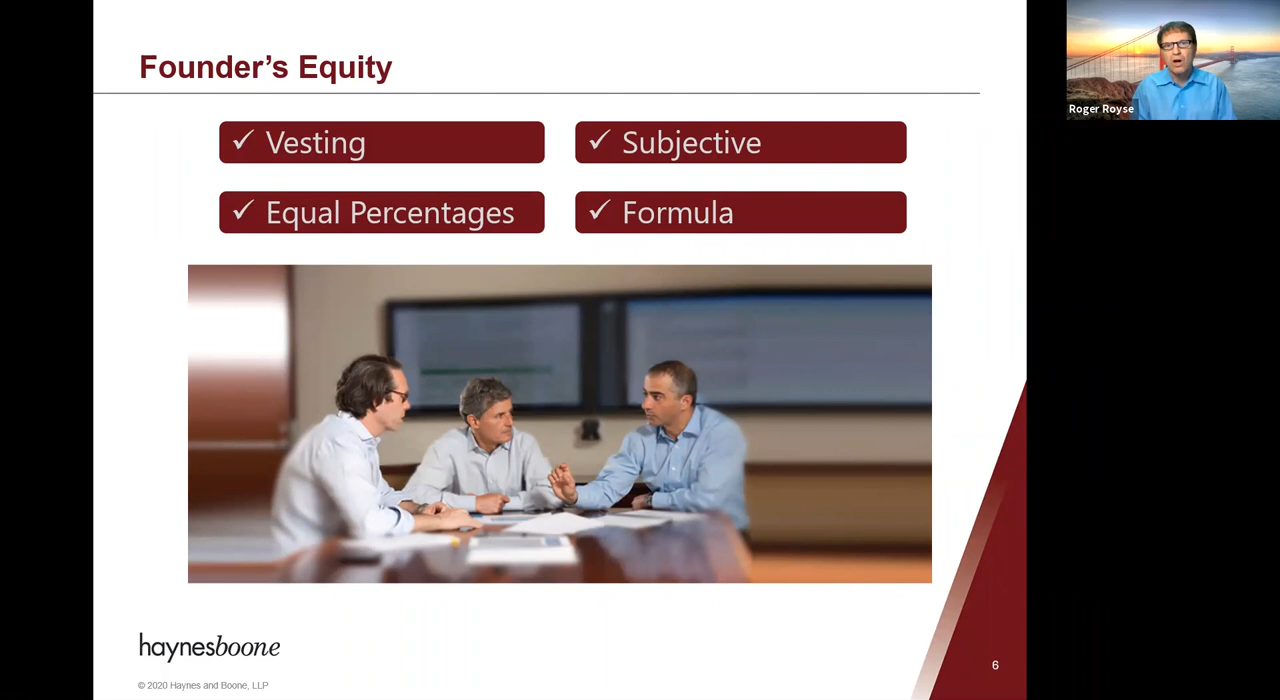 Founder’s Equity
✓ Vesting
✓ Subjective
✓ Equal Percentages
✓ Formula
haynesboone
© 2020 Haynes and Boone, LLP
6
Roger Royse